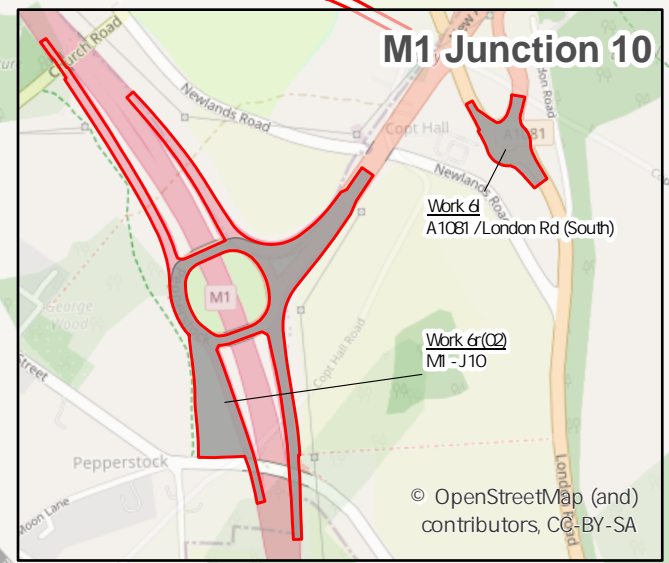 M1 Junction 10
Church Road
Newlands Road
Copt Hall
A1081
Newlands Road
Work 6l
A1081 / London Rd (South)
M1
George
Wood
Street
Copt Hall Road
Work 6r(02)
M1 - J10
Pepperstock
Moon Lane
London Road
© OpenStreetMap (and)
contributors, CC-BY-SA